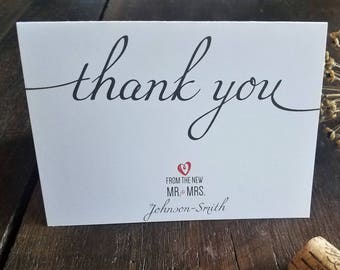 thank you
FROM THE NEW
MR. & MRS.
Johnson-Smith